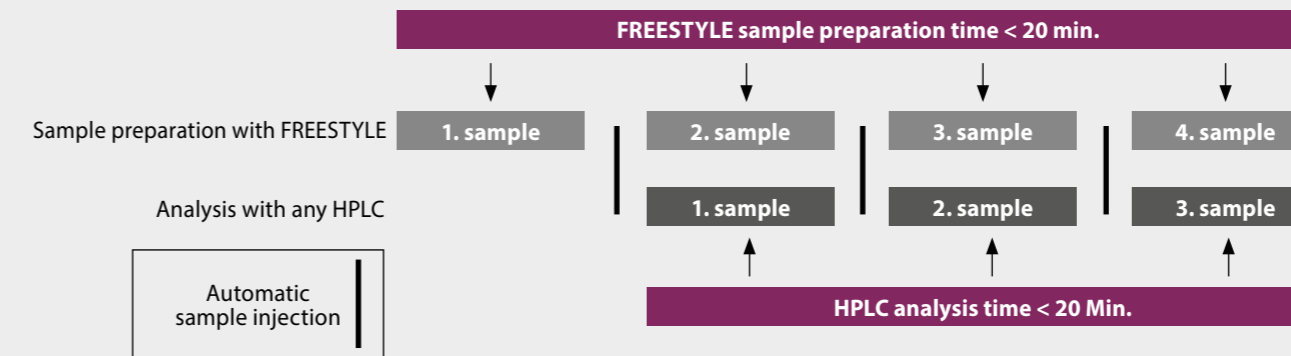 FREESTYLE sample preparation time < 20 min.
Sample preparation with FREESTYLE
1. sample
2. sample
3. sample
4. sample
Analysis with any HPLC
1. sample
2. sample
3. sample
Automatic
sample injection
HPLC analysis time < 20 Min.